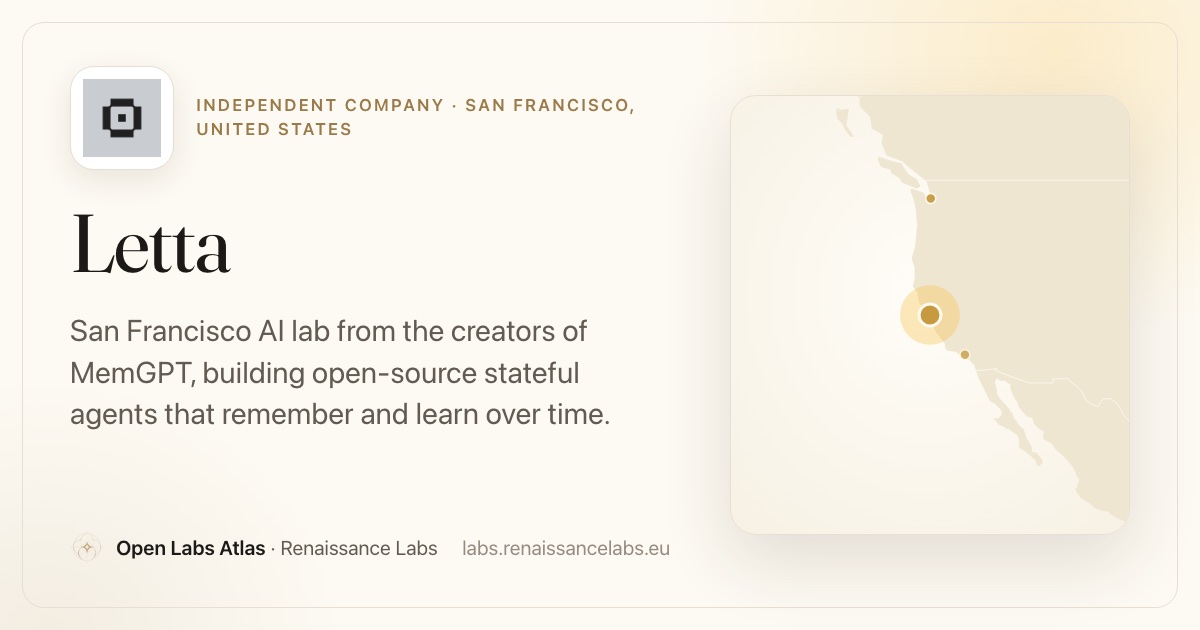 INDEPENDENT COMPANY · SAN FRANCISCO,
UNITED STATES
Letta
San Francisco AI lab from the creators of
MemGPT, building open-source stateful
agents that remember and learn over time.
Open Labs Atlas · Renaissance Labs labs.renaissancelabs.eu